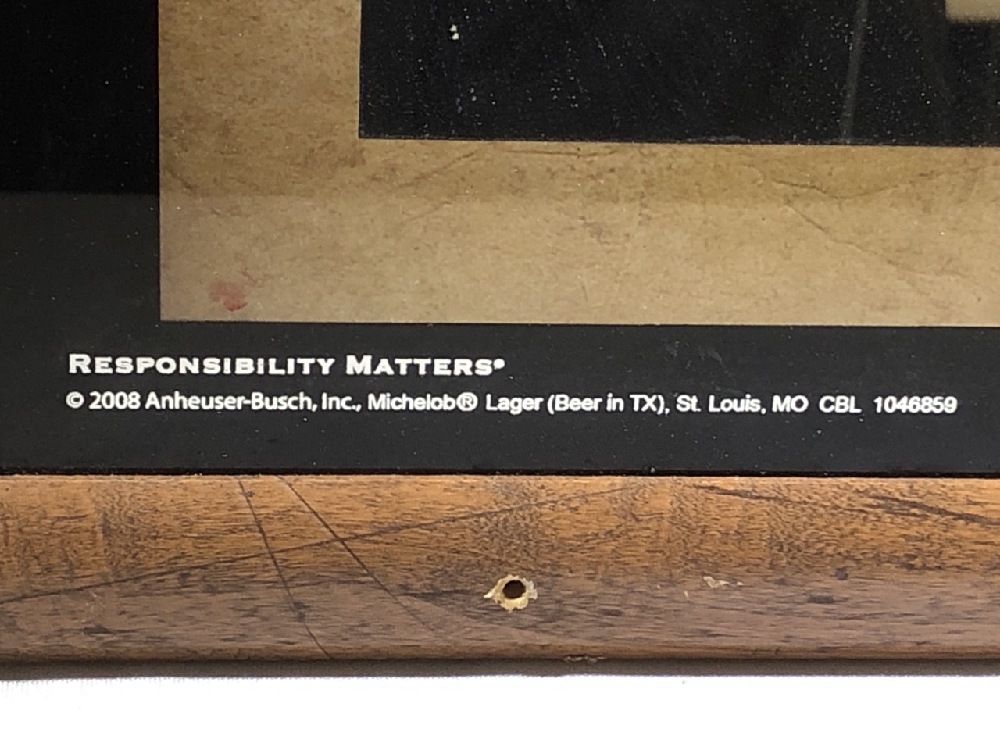 RESPONSIBILITY MATTERS®
© 2008 Anheuser-Busch, Inc., Michelob® Lager (Beer in TX), St. Louis, MO CBL 1046859